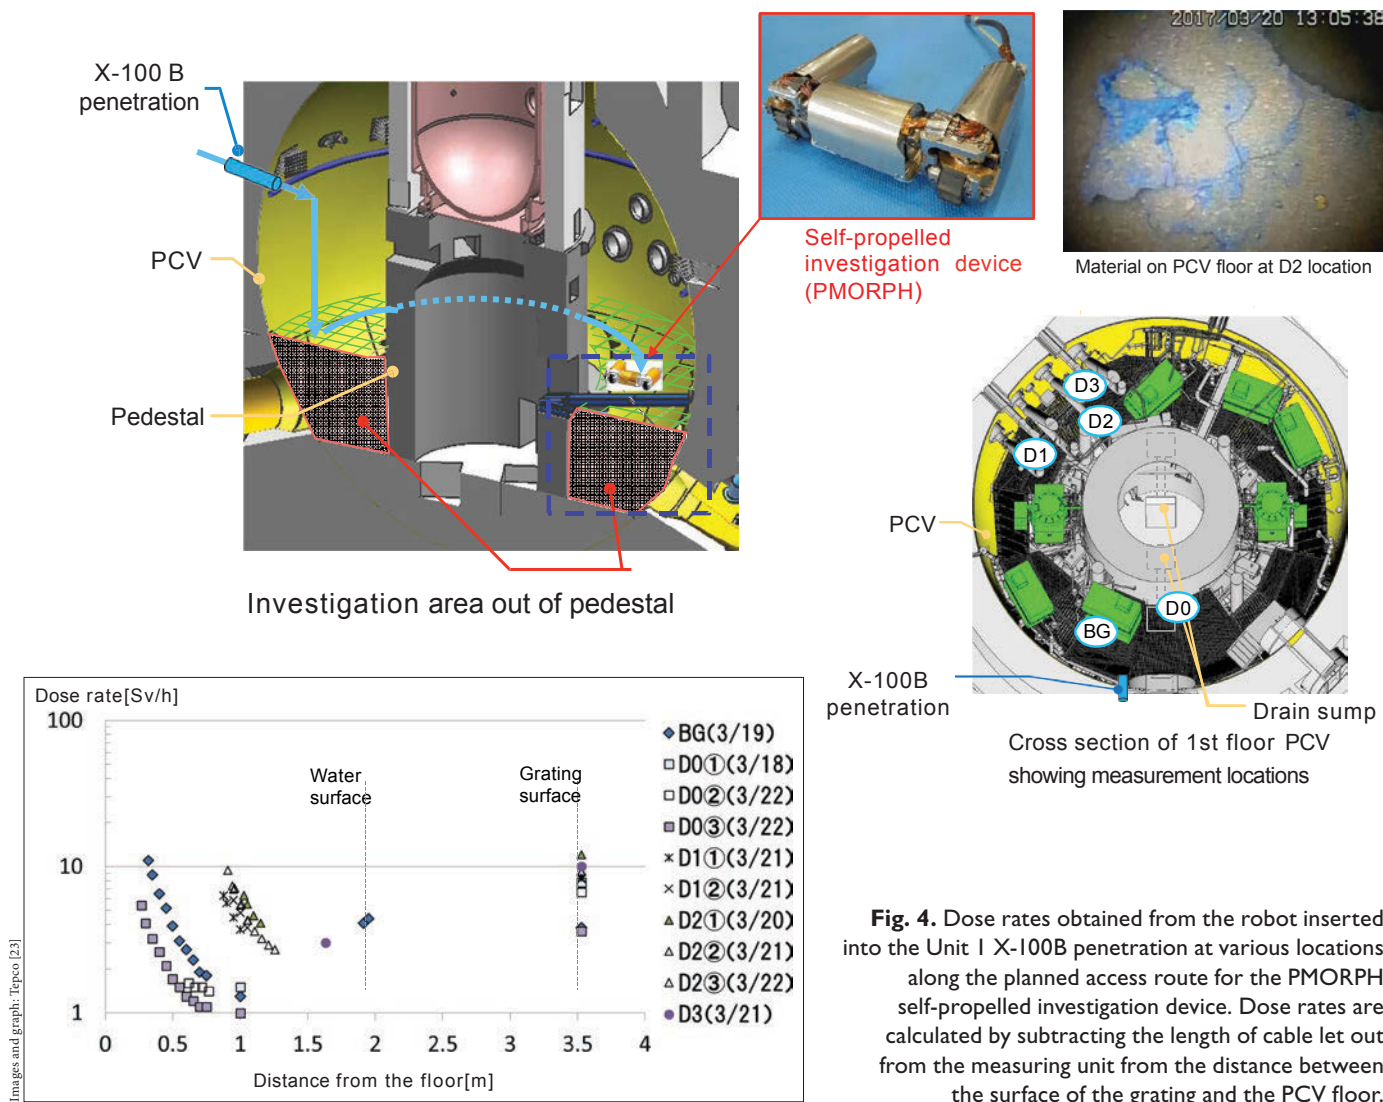 X-100 B
penetration
PCV
Pedestal
Investigation area out of pedestal
Self-propelled
investigation device
(PMORPH)
2017/03/20 13:05:38
Material on PCV floor at D2 location
D3
D2
D1
PCV
D0
BG
X-100B
penetration
Drain sump
Cross section of 1st floor PCV
showing measurement locations
Dose rate[Sv/h]
100
10
1
Water
surface
Grating
surface
BG(3/19)
D0①(3/18)
D0②(3/22)
D0③(3/22)
D1①(3/21)
D1②(3/21)
D2①(3/20)
D2②(3/21)
D2③(3/22)
D3(3/21)
0 0.5 1 1.5 2 2.5 3 3.5 4
Distance from the floor[m]
Images and graph: Tepco [23]
Fig. 4. Dose rates obtained from the robot inserted
into the Unit 1 X-100B penetration at various locations
along the planned access route for the PMORPH
self-propelled investigation device. Dose rates are
calculated by subtracting the length of cable let out
from the measuring unit from the distance between
the surface of the grating and the PCV floor.